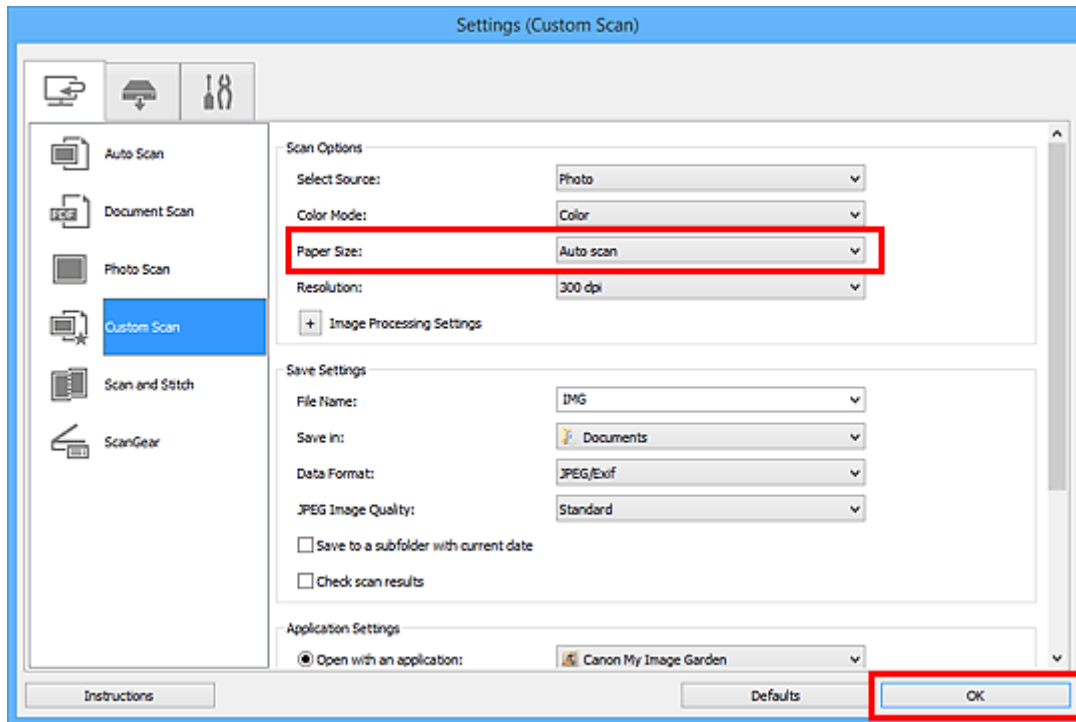 Settings (Custom Scan)
Auto Scan
Document Scan
Photo Scan
Custom Scan
Scan and Stitch
ScanGear
Scan Options
Select Source: Photo
Color Mode: Color
Paper Size: Auto scan
Resolution: 300 dpi
+ Image Processing Settings
Save Settings
File Name: IMG
Save in: Documents
Data Format: JPEG/Exif
JPEG Image Quality: Standard
Save to a subfolder with current date
Check scan results
Application Settings
Open with an application: Canon My Image Garden
Instructions Defaults OK